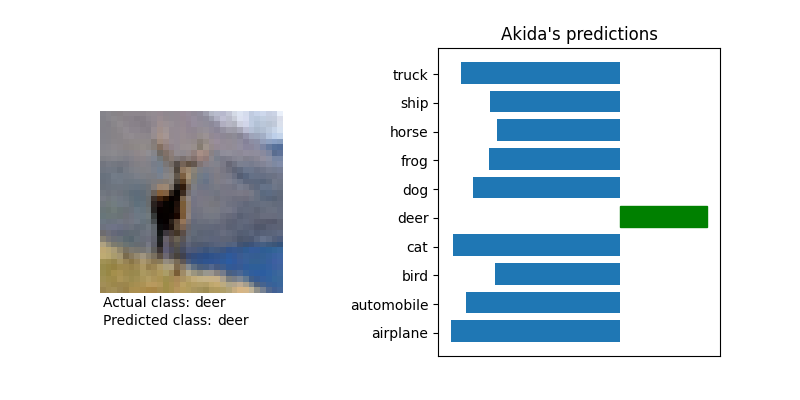 Akida's predictions
truck
ship
horse
frog
dog
deer
cat
bird
automobile
airplane
Actual class: deer
Predicted class: deer